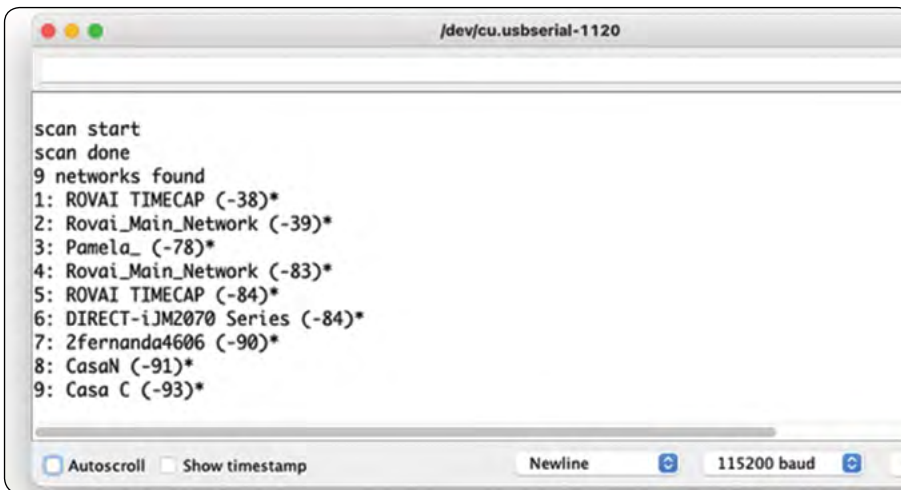 /dev/cu.usbserial-1120
scan start
scan done
9 networks found
1: ROVAI TIMECAP (-38)*
2: Rovai_Main_Network (-39)*
3: Pamela_ (-78)*
4: Rovai_Main_Network (-83)*
5: ROVAI TIMECAP (-84)*
6: DIRECT-iJM2070 Series (-84)*
7: 2fernanda4606 (-90)*
8: CasaN (-91)*
9: Casa C (-93)*
Autoscroll Show timestamp Newline 115200 baud